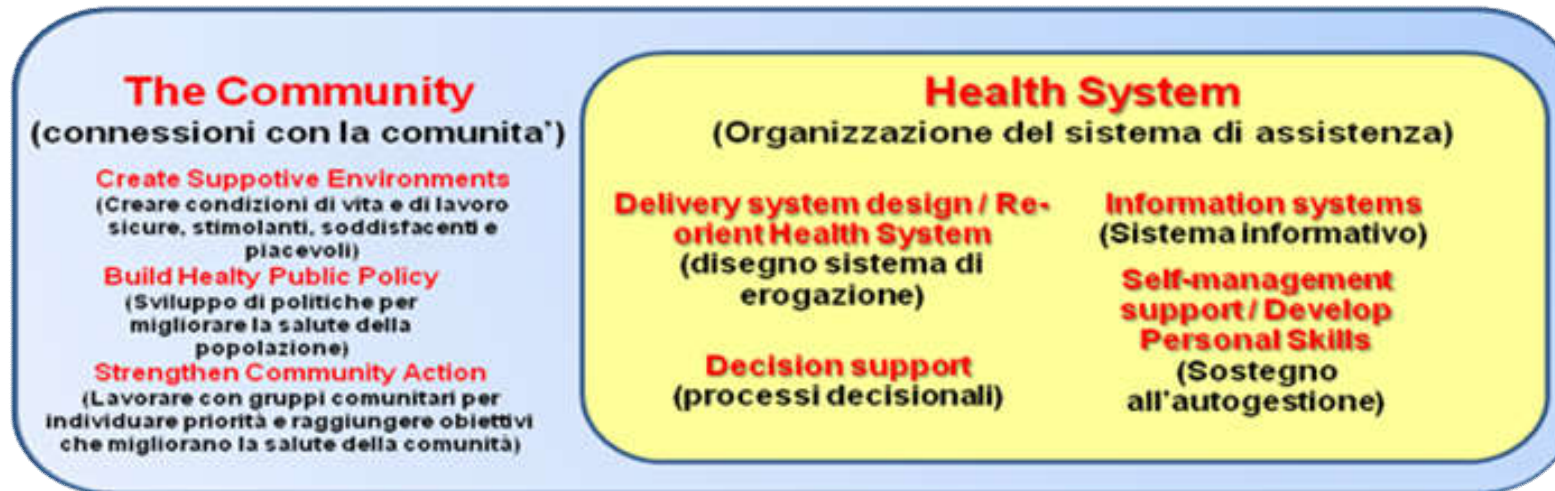 The Community
(connessioni con la comunita')
Create Suppotive Environments
(Creare condizioni di vita e di lavoro
sicure, stimolanti, soddisfacenti e
piacevoli)
Build Healty Public Policy
(Sviluppo di politiche per
migliorare la salute della
popolazione)
Strengthen Community Action
(Lavorare con gruppi comunitari per
individuare priorità e raggiungere obiettivi
che migliorano la salute della comunità)
Health System
(Organizzazione del sistema di assistenza)
Delivery system design / Re-
orient Health System
(disegno sistema di
erogazione)
Decision support
(processi decisionali)
Information systems
(Sistema informativo)
Self-management
support / Develop
Personal Skills
(Sostegno
all'autogestione)